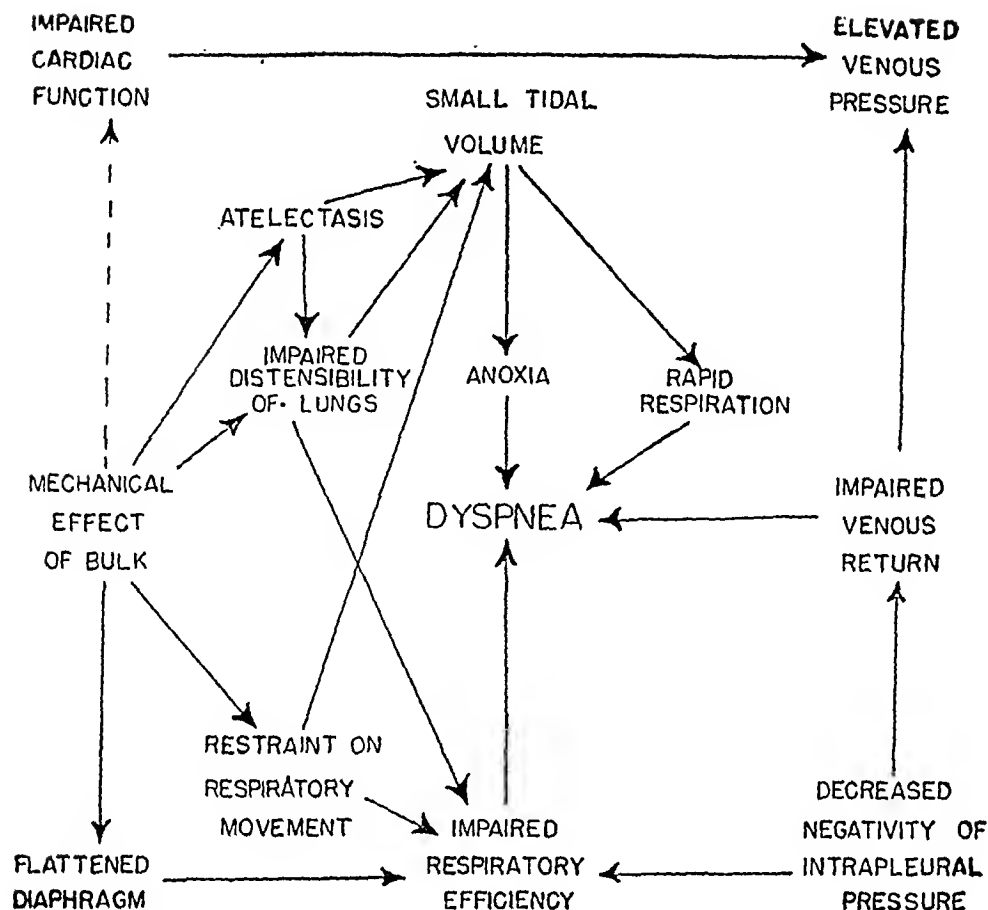 IMPAIRED
CARDIAC
FUNCTION
ELEVATED
VENOUS
PRESSURE
SMALL TIDAL
VOLUME
ATELECTASIS
IMPAIRED
DISTENSIBILITY
OF LUNGS
ANOXIA
RAPID
RESPIRATION
MECHANICAL
EFFECT
OF BULK
DYSPNEA
IMPAIRED
VENOUS
RETURN
RESTRAINT ON
RESPIRATORY
MOVEMENT
IMPAIRED
RESPIRATORY
EFFICIENCY
DECREASED
NEGATIVITY OF
INTRAPLEURAL
PRESSURE
FLATTENED
DIAPHRAGM